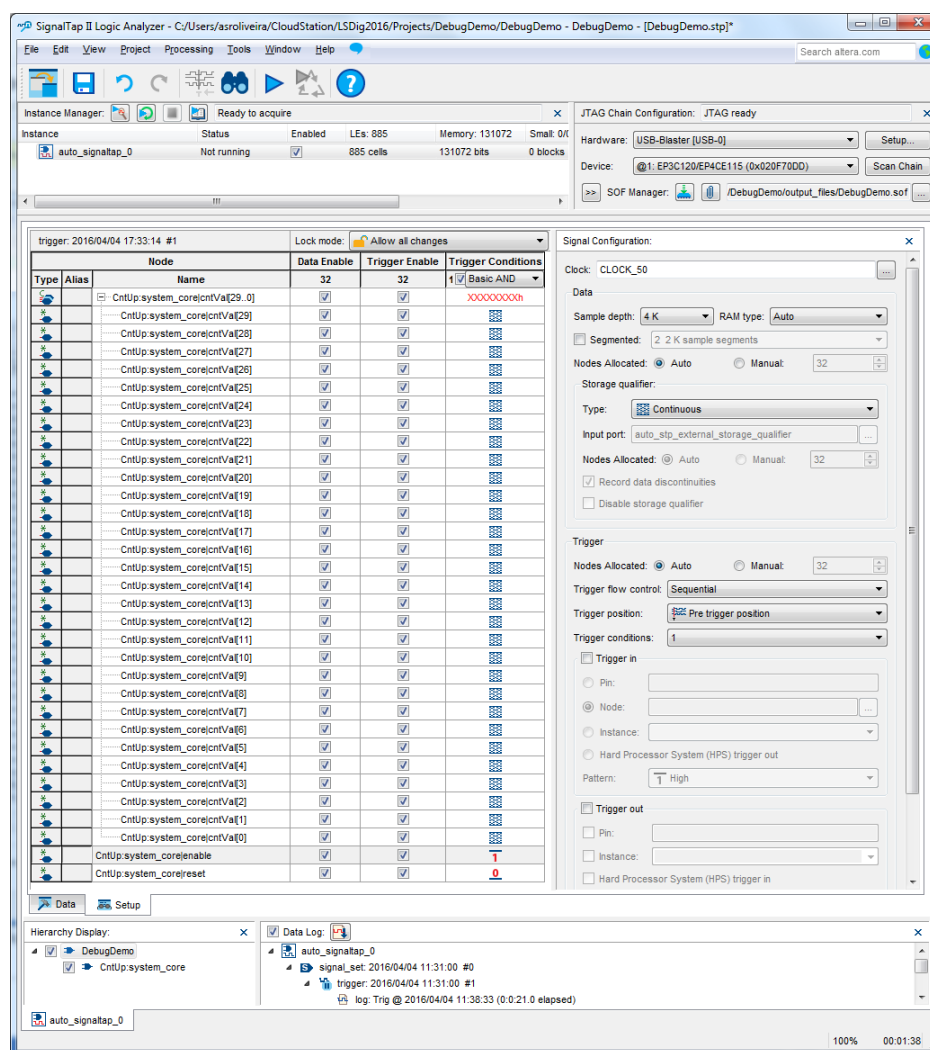 SignalTap II Logic Analyzer - C:/Users/asroliveira/CloudStation/LSDig2016/Projects/DebugDemo/DebugDemo - DebugDemo - [DebugDemo.stp]*
File Edit View Project Processing Tools Window Help
Search altera.com
Instance Manager: Ready to acquire
Instance Status Enabled LEs: 885 Memory: 131072 Small: 0/0
auto_signaltap_0 Not running 885 cells 131072 bits 0 blocks
JTAG Chain Configuration: JTAG ready
Hardware: USB-Blaster [USB-0] Setup...
Device: @1: EP3C120/EP4CE115 (0x020F70DD) Scan Chain
>> SOF Manager: /DebugDemo/output_files/DebugDemo.sof ...
trigger: 2016/04/04 17:33:14 #1 Lock mode: Allow all changes
Node Data Enable Trigger Enable Trigger Conditions
Type Alias Name 32 32 1 Basic AND
CntUp:system_core|cntVal[29..0] XXXXXXXXh
CntUp:system_core|cntVal[29]
CntUp:system_core|cntVal[28]
CntUp:system_core|cntVal[27]
CntUp:system_core|cntVal[26]
CntUp:system_core|cntVal[25]
CntUp:system_core|cntVal[24]
CntUp:system_core|cntVal[23]
CntUp:system_core|cntVal[22]
CntUp:system_core|cntVal[21]
CntUp:system_core|cntVal[20]
CntUp:system_core|cntVal[19]
CntUp:system_core|cntVal[18]
CntUp:system_core|cntVal[17]
CntUp:system_core|cntVal[16]
CntUp:system_core|cntVal[15]
CntUp:system_core|cntVal[14]
CntUp:system_core|cntVal[13]
CntUp:system_core|cntVal[12]
CntUp:system_core|cntVal[11]
CntUp:system_core|cntVal[10]
CntUp:system_core|cntVal[9]
CntUp:system_core|cntVal[8]
CntUp:system_core|cntVal[7]
CntUp:system_core|cntVal[6]
CntUp:system_core|cntVal[5]
CntUp:system_core|cntVal[4]
CntUp:system_core|cntVal[3]
CntUp:system_core|cntVal[2]
CntUp:system_core|cntVal[1]
CntUp:system_core|cntVal[0]
CntUp:system_core|enable 1
CntUp:system_core|reset 0
Data Setup
Signal Configuration:
Clock: CLOCK_50 ...
Data
Sample depth: 4 K RAM type: Auto
Segmented: 2 2 K sample segments
Nodes Allocated: Auto Manual: 32
Storage qualifier:
Type: Continuous
Input port: auto_stp_external_storage_qualifier ...
Nodes Allocated: Auto Manual: 32
Record data discontinuities
Disable storage qualifier
Trigger
Nodes Allocated: Auto Manual: 32
Trigger flow control: Sequential
Trigger position: Pre trigger position
Trigger conditions: 1
Trigger in
Pin:
Node: ...
Instance:
Hard Processor System (HPS) trigger out
Pattern: 1 High
Trigger out
Pin:
Instance:
Hard Processor System (HPS) trigger in
Hierarchy Display:
DebugDemo
CntUp:system_core
Data Log:
auto_signaltap_0
signal_set: 2016/04/04 11:31:00 #0
trigger: 2016/04/04 11:31:00 #1
log: Trig @ 2016/04/04 11:38:33 (0:0:21.0 elapsed)
auto_signaltap_0
100% 00:01:38